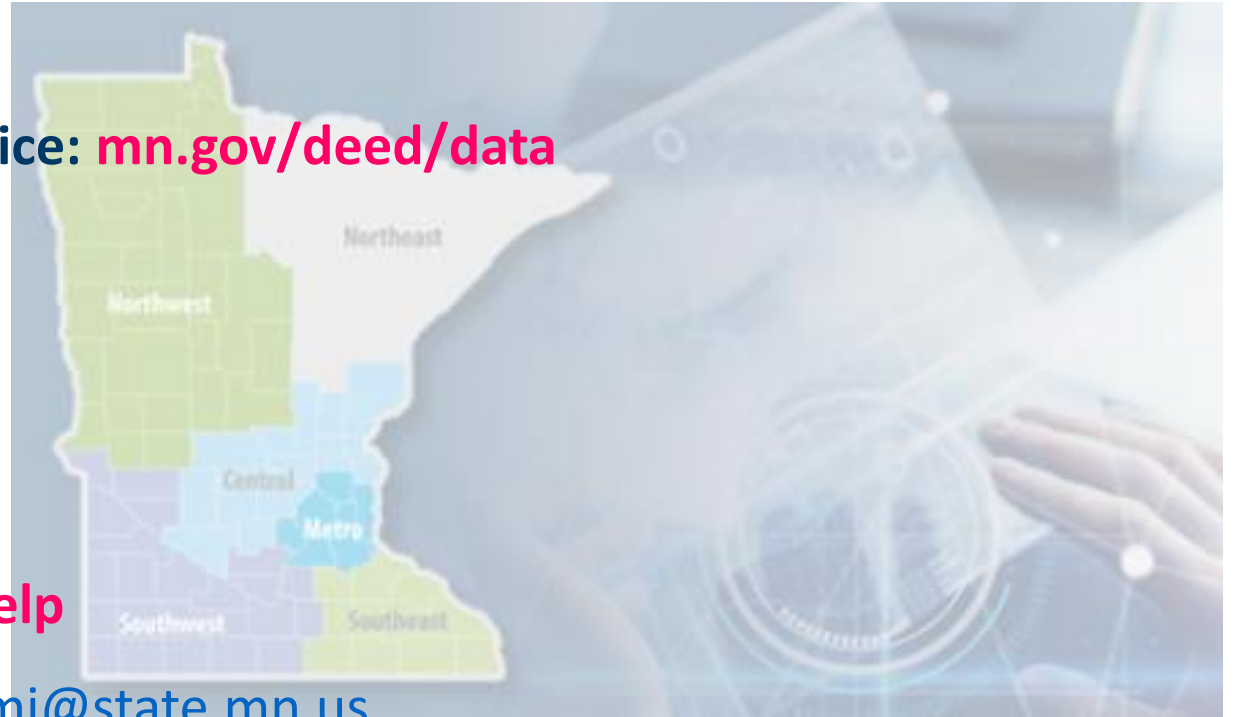 ice: mn.gov/deed/data
Northeast
Northwest
Central
Metro
elp
Southwest
Southeast
mi@state.mn.us